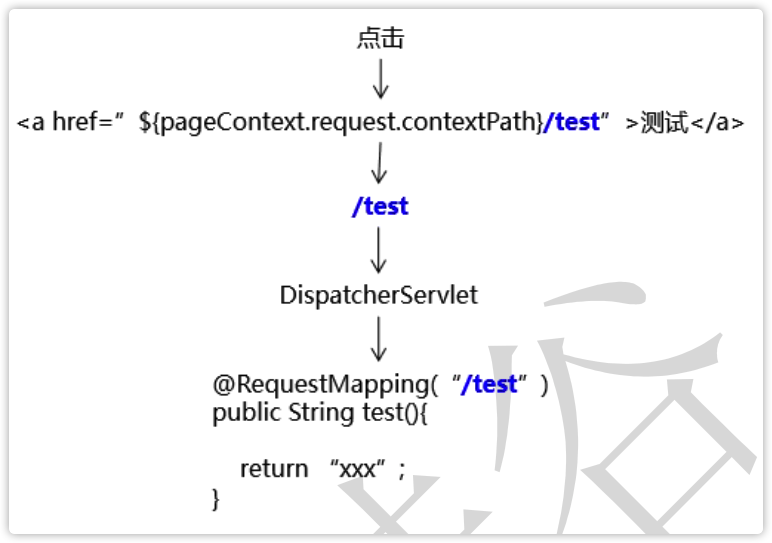 点击
<a href=“ ${pageContext.request.contextPath}/test” >测试</a>
/test
DispatcherServlet
@RequestMapping(“/test“)
public String test(){
return “xxx”;
}